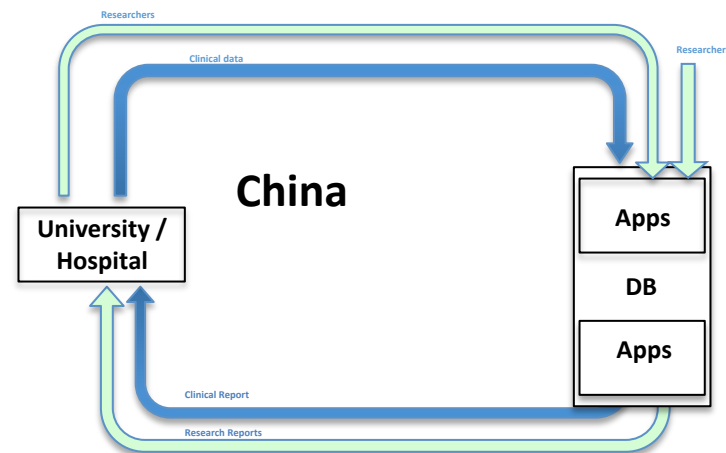 Researchers
Researcher
Clinical data
China
Apps
University /
Hospital
DB
Apps
Clinical Report
Research Reports